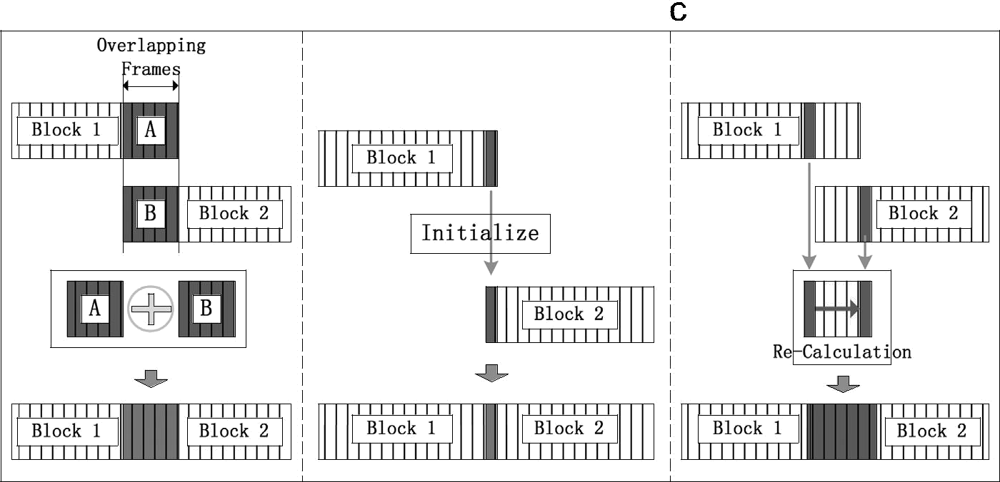 C
Overlapping
Frames
Block 1
A
B
Block 2
A
B
Block 1
Block 2
Block 1
Initialize
Block 2
Block 1
Block 2
Block 1
Block 2
Re-Calculation
Block 1
Block 2